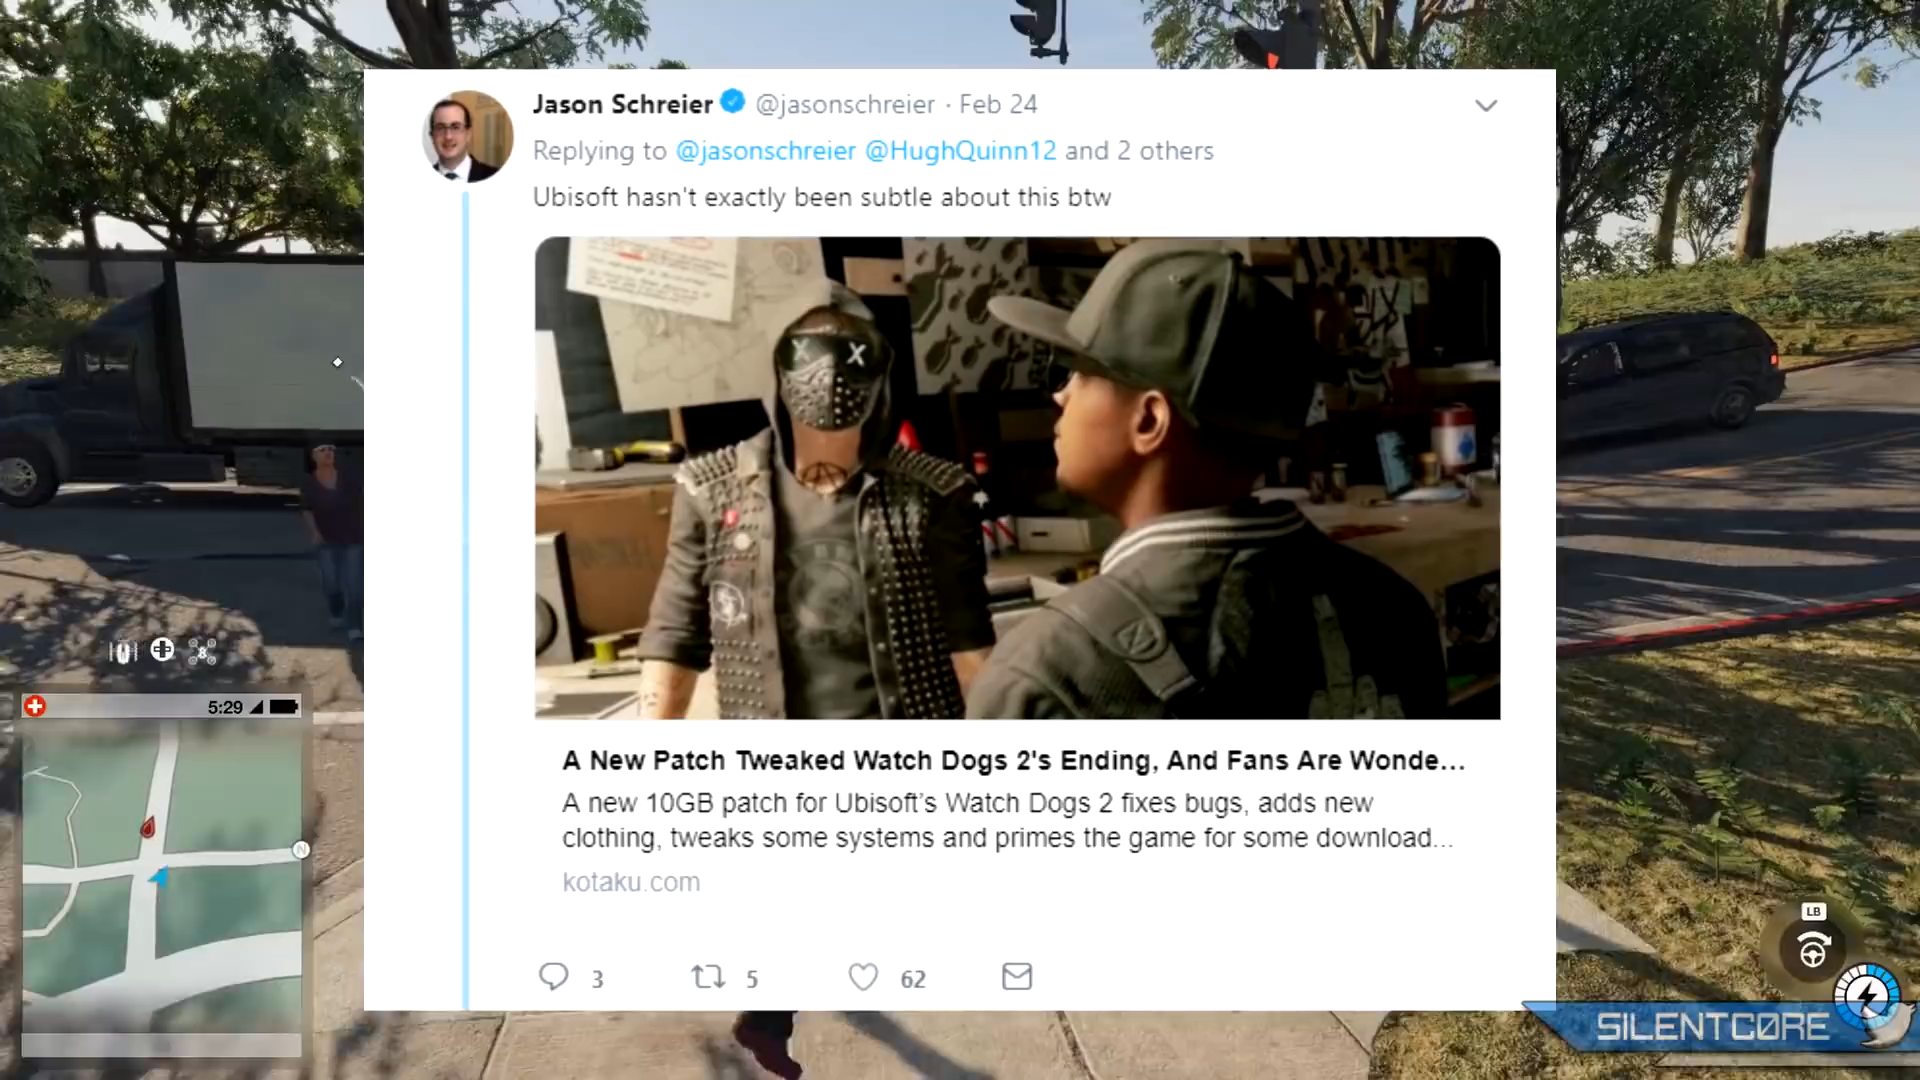 Jason Schreier @jasonschreier · Feb 24
Replying to @jasonschreier @HughQuinn12 and 2 others
Ubisoft hasn't exactly been subtle about this btw
X X
A New Patch Tweaked Watch Dogs 2's Ending, And Fans Are Wonde...
A new 10GB patch for Ubisoft's Watch Dogs 2 fixes bugs, adds new
clothing, tweaks some systems and primes the game for some download...
kotaku.com
3 5 62
8
5:29
N
LB
SILENTCØRE